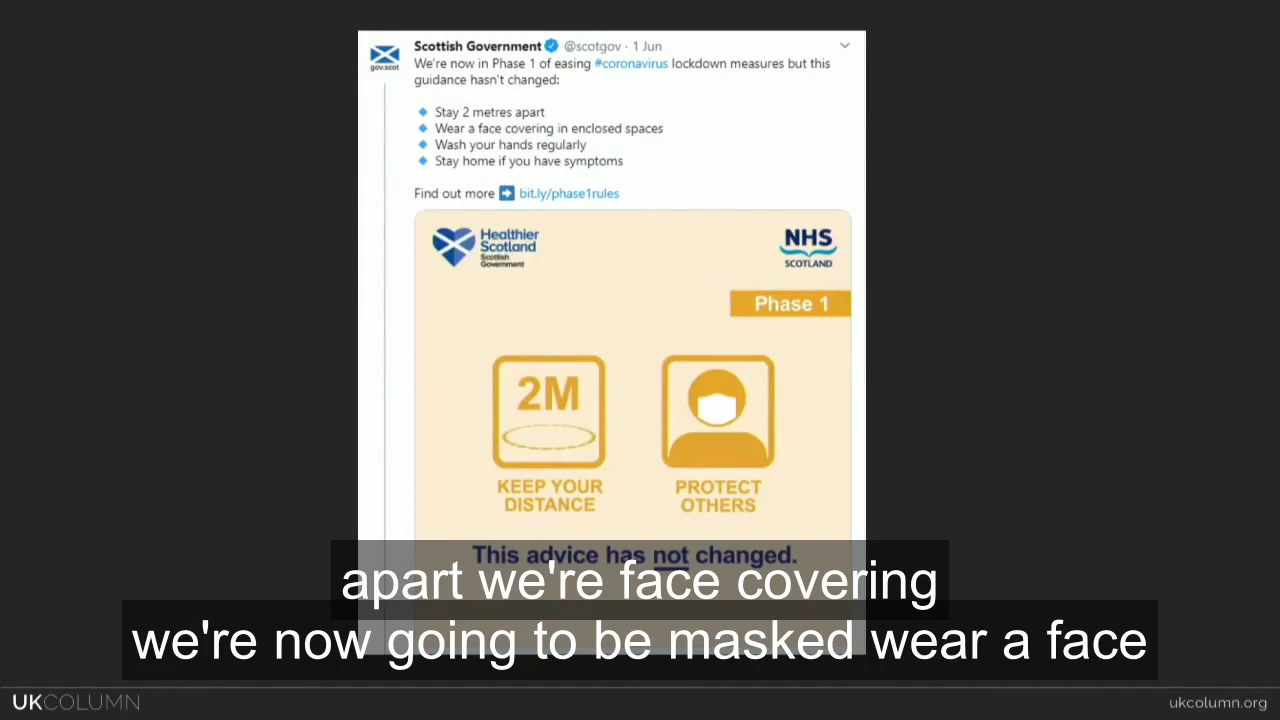 Scottish Government @scotgov · 1 Jun
We're now in Phase 1 of easing #coronavirus lockdown measures but this
guidance hasn't changed:
Stay 2 metres apart
Wear a face covering in enclosed spaces
Wash your hands regularly
Stay home if you have symptoms
Find out more bit.ly/phase1rules
gov.scot
Healthier
Scotland
Scottish
Government
NHS
SCOTLAND
Phase 1
2M
KEEP YOUR
DISTANCE
PROTECT
OTHERS
This advice has not changed.
apart we're face covering
we're now going to be masked wear a face
UKCOLUMN
ukcolumn.org